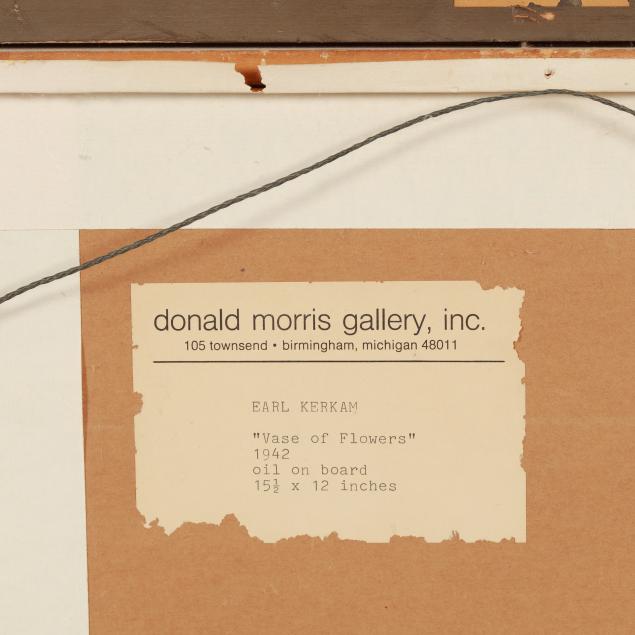 donald morris gallery, inc.
105 townsend • birmingham, michigan 48011
EARL KERKAM
"Vase of Flowers"
1942
oil on board
15½ x 12 inches